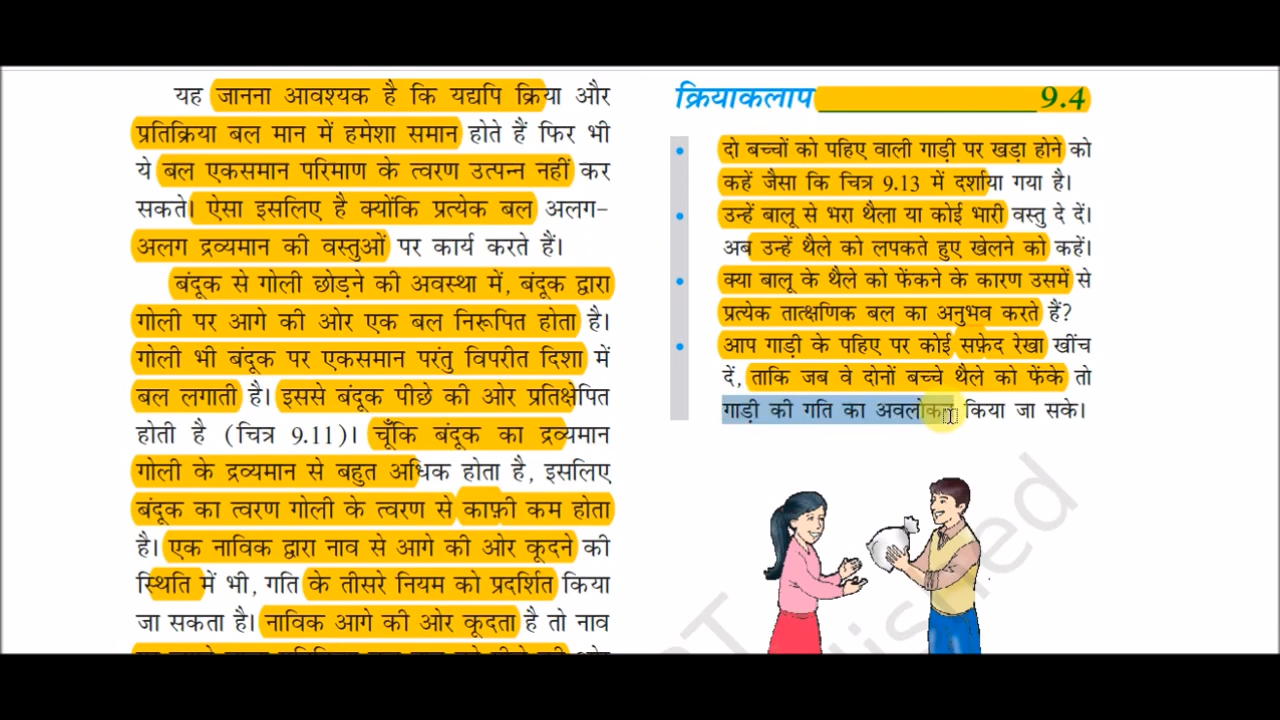 यह जानना आवश्यक है कि यद्यपि क्रिया और
प्रतिक्रिया बल मान में हमेशा समान होते हैं फिर भी
ये बल एकसमान परिमाण के त्वरण उत्पन्न नहीं कर
सकते। ऐसा इसलिए है क्योंकि प्रत्येक बल अलग-
अलग द्रव्यमान की वस्तुओं पर कार्य करते हैं।
बंदूक से गोली छोड़ने की अवस्था में, बंदूक द्वारा
गोली पर आगे की ओर एक बल निरूपित होता है।
गोली भी बंदूक पर एकसमान परंतु विपरीत दिशा में
बल लगाती है। इससे बंदूक पीछे की ओर प्रतिक्षेपित
होती है (चित्र 9.11)। चूँकि बंदूक का द्रव्यमान
गोली के द्रव्यमान से बहुत अधिक होता है, इसलिए
बंदूक का त्वरण गोली के त्वरण से काफ़ी कम होता
है। एक नाविक द्वारा नाव से आगे की ओर कूदने की
स्थिति में भी, गति के तीसरे नियम को प्रदर्शित किया
जा सकता है। नाविक आगे की ओर कूदता है तो नाव
क्रियाकलाप 9.4
• दो बच्चों को पहिए वाली गाड़ी पर खड़ा होने को
कहें जैसा कि चित्र 9.13 में दर्शाया गया है।
• उन्हें बालू से भरा थैला या कोई भारी वस्तु दे दें।
अब उन्हें थैले को लपकते हुए खेलने को कहें।
• क्या बालू के थैले को फेंकने के कारण उसमें से
प्रत्येक तात्क्षणिक बल का अनुभव करते हैं?
• आप गाड़ी के पहिए पर कोई सफ़ेद रेखा खींच
दें, ताकि जब वे दोनों बच्चे थैले को फेंके तो
गाड़ी की गति का अवलोकन किया जा सके।